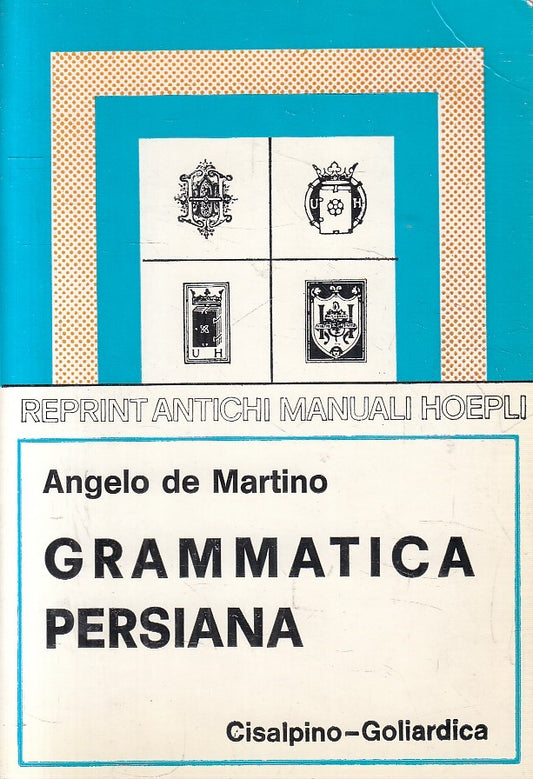 U H
U H
REPRINT ANTICHI MANUALI HOEPLI
Angelo de Martino
GRAMMATICA
PERSIANA
Cisalpino–Goliardica